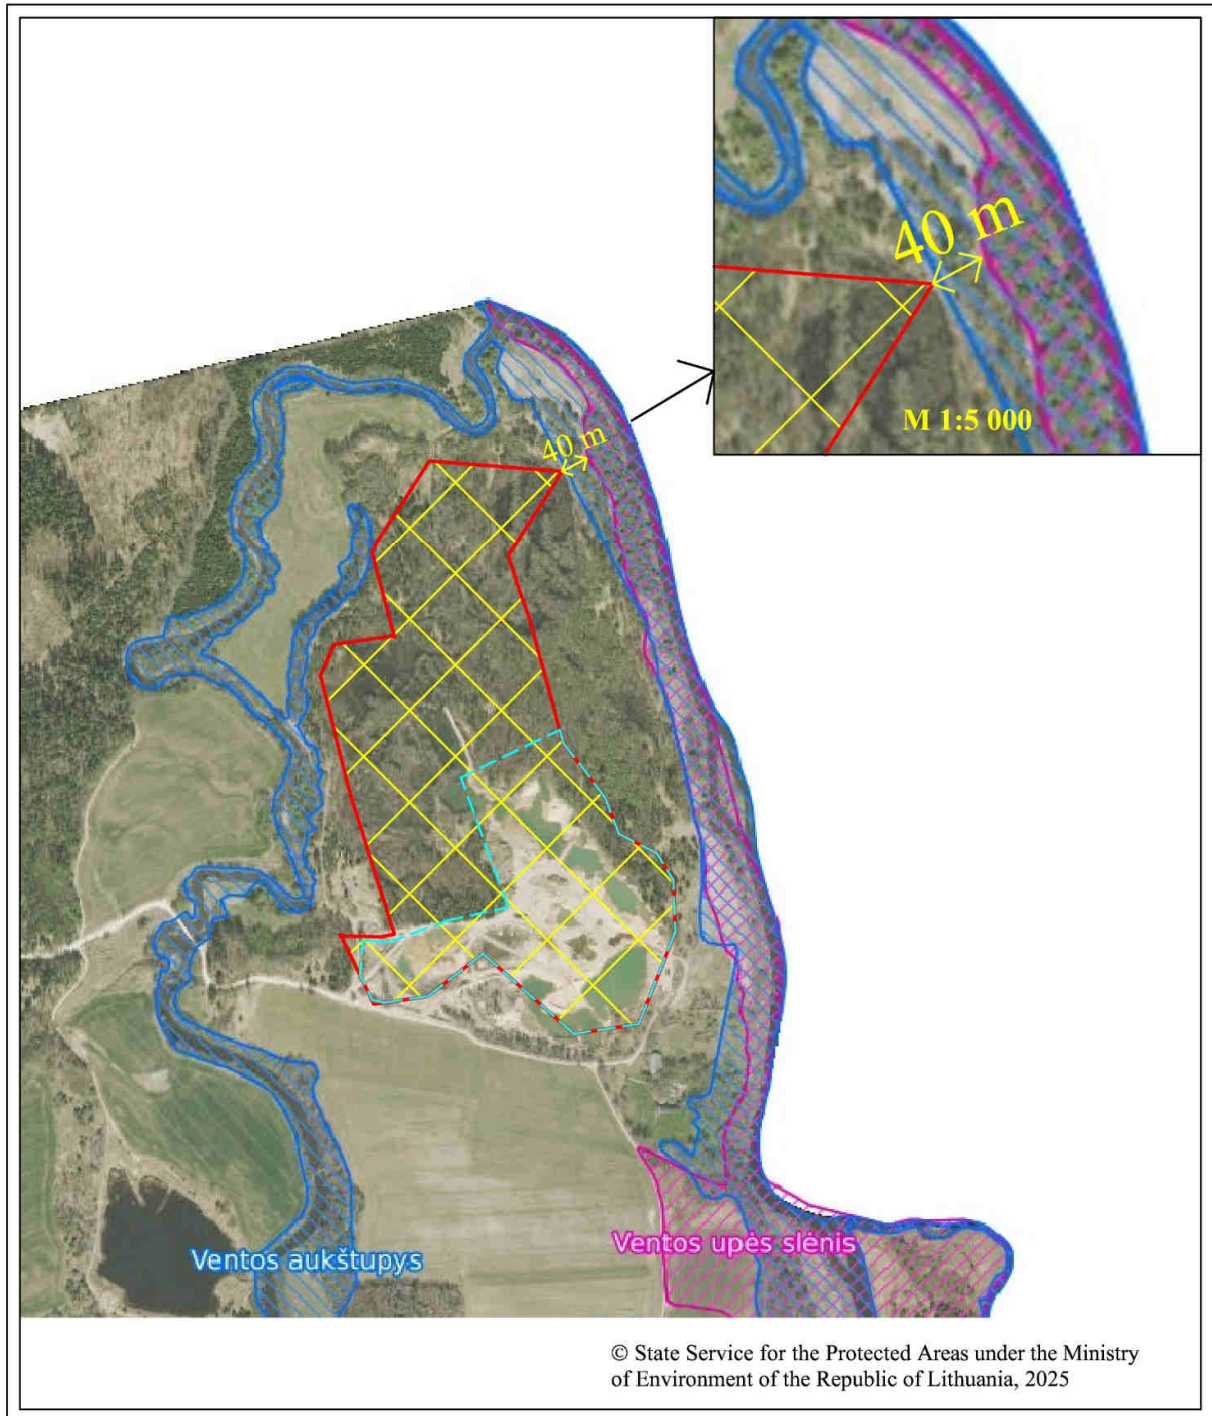 40 m
M 1:5 000
40 m
Ventos aukštupys
Ventos upės slėnis
© State Service for the Protected Areas under the Ministry
of Environment of the Republic of Lithuania, 2025